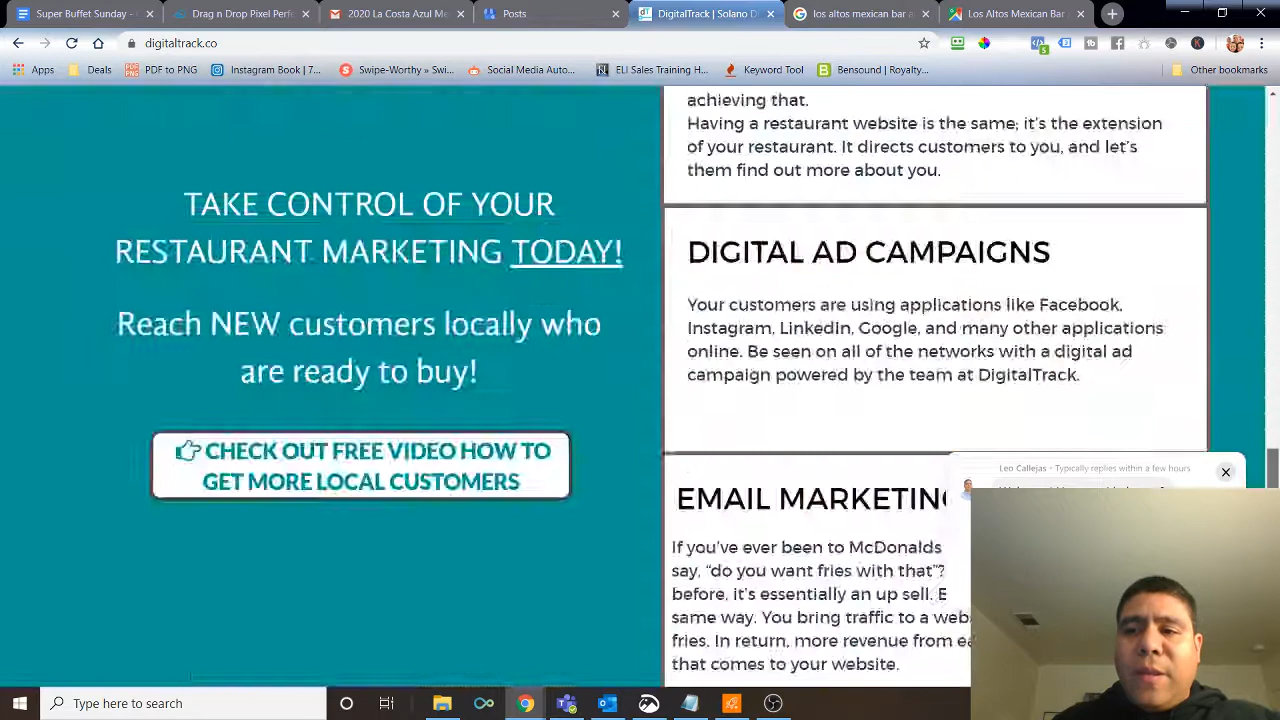 Super Buffet Sunday -
Drag n Drop Pixel Perfe
2020 La Costa Azul Me
Posts
DigitalTrack | Solano D
los altos mexican bar a
Los Altos Mexican Bar
digitaltrack.co
Apps
Deals
PDF to PNG
Instagram Book | 7...
Swipe-Worthy » Swi...
Social Media Auto...
ELI Sales Training H...
Keyword Tool
Bensound | Royalty...
Other bookmarks
TAKE CONTROL OF YOUR
RESTAURANT MARKETING TODAY!
Reach NEW customers locally who
are ready to buy!
CHECK OUT FREE VIDEO HOW TO
GET MORE LOCAL CUSTOMERS
achieving that.
Having a restaurant website is the same; it's the extension
of your restaurant. It directs customers to you, and let's
them find out more about you.
DIGITAL AD CAMPAIGNS
Your customers are using applications like Facebook,
Instagram, Linkedin, Google, and many other applications
online. Be seen on all of the networks with a digital ad
campaign powered by the team at DigitalTrack.
EMAIL MARKETING
If you've ever been to McDonalds
say, "do you want fries with that"?
before, it's essentially an up sell. E
same way. You bring traffic to a web
fries. In return, more revenue from ea
that comes to your website.
Leo Callejas • Typically replies within a few hours
Type here to search